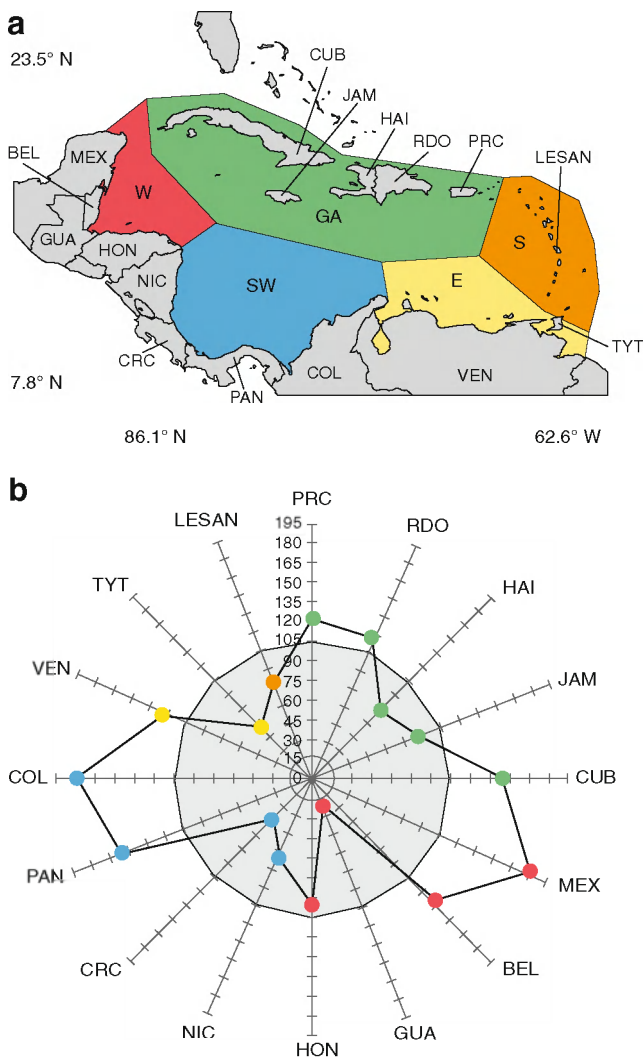 a
23.5° N
CUB
JAM
HAI
RDO
PRC
LESAN
BEL
MEX
W
GA
S
GUA
HON
NIC
SW
E
CRC
PAN
COL
VEN
TYT
7.8° N
86.1° N
62.6° W
b
PRC
LESAN
195
RDO
180
165
TYT
150
HAI
135
120
105
VEN
90
JAM
75
60
45
30
15
COL
0
CUB
PAN
MEX
CRC
BEL
NIC
GUA
HON